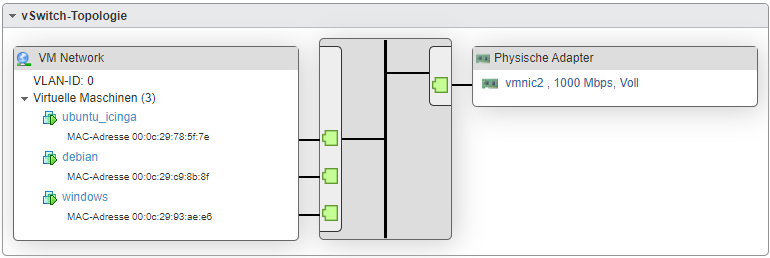 vSwitch-Topologie
VM Network
VLAN-ID: 0
Virtuelle Maschinen (3)
ubuntu_icinga
MAC-Adresse 00:0c:29:78:5f:7e
debian
MAC-Adresse 00:0c:29:c9:8b:8f
windows
MAC-Adresse 00:0c:29:93:ae:e6
Physische Adapter
vmnic2 , 1000 Mbps, Voll